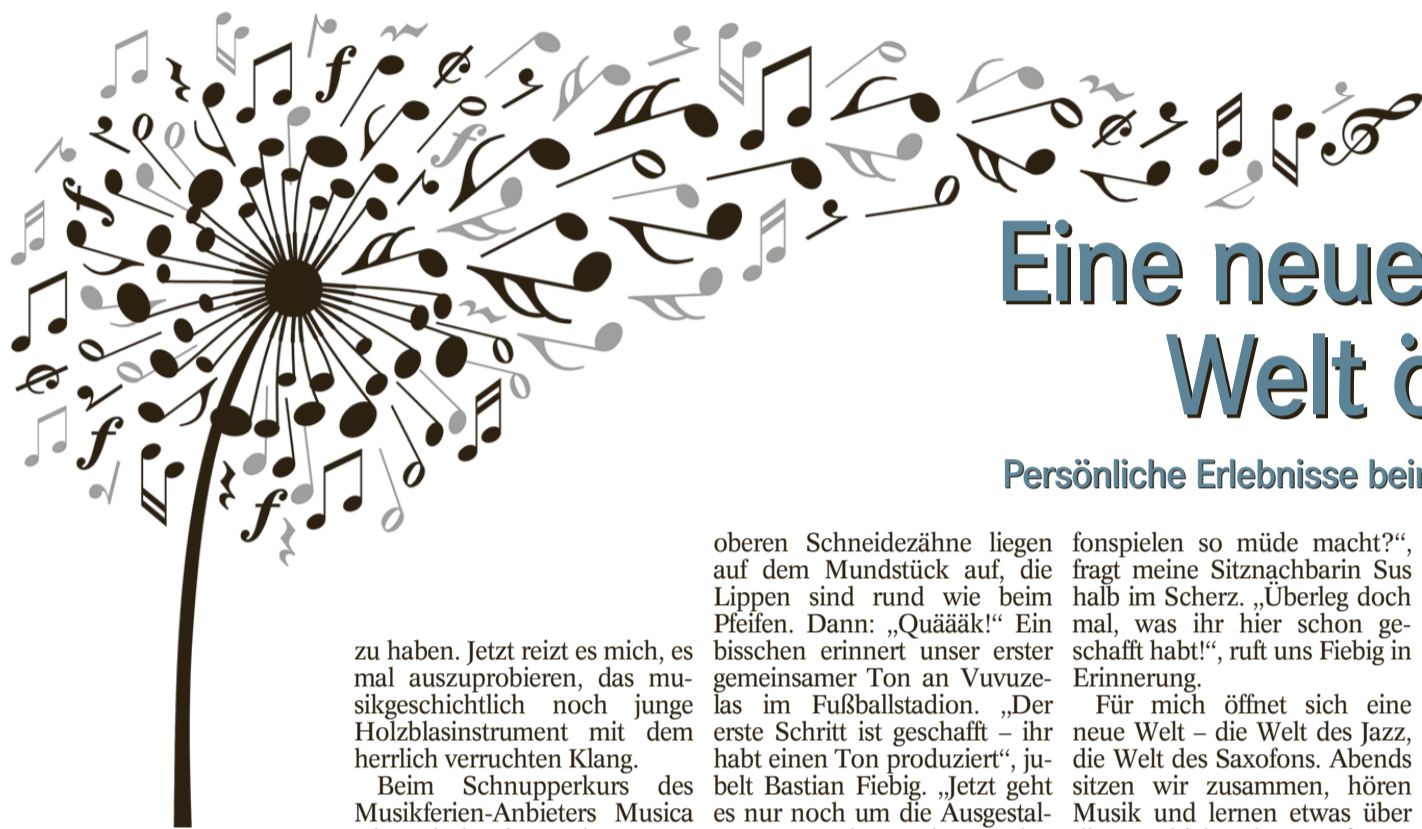 Eine neue
Welt
Persönliche Erlebnisse
zu haben. Jetzt reizt es mich, es
mal auszuprobieren, das mu-
sikgeschichtlich noch junge
Holzblasinstrument mit dem
herrlich verruchten Klang.
Beim Schnupperkurs des
Musikferien-Anbieters Musica
oberen Schneidezähne liegen
auf dem Mundstück auf, die
Lippen sind rund wie beim
Pfeifen. Dann: „Quäääk!“ Ein
bisschen erinnert unser erster
gemeinsamer Ton an Vuvuze-
las im Fußballstadion. „Der
erste Schritt ist geschafft – ihr
habt einen Ton produziert“, ju-
belt Bastian Fiebig. „Jetzt geht
es nur noch um die Ausgestal-
fonspielen so müde macht?“,
fragt meine Sitznachbarin Sus
halb im Scherz. „Überleg doch
mal, was ihr hier schon ge-
schafft habt!“, ruft uns Fiebig in
Erinnerung.
Für mich öffnet sich eine
neue Welt – die Welt des Jazz,
die Welt des Saxofons. Abends
sitzen wir zusammen, hören
Musik und lernen etwas über